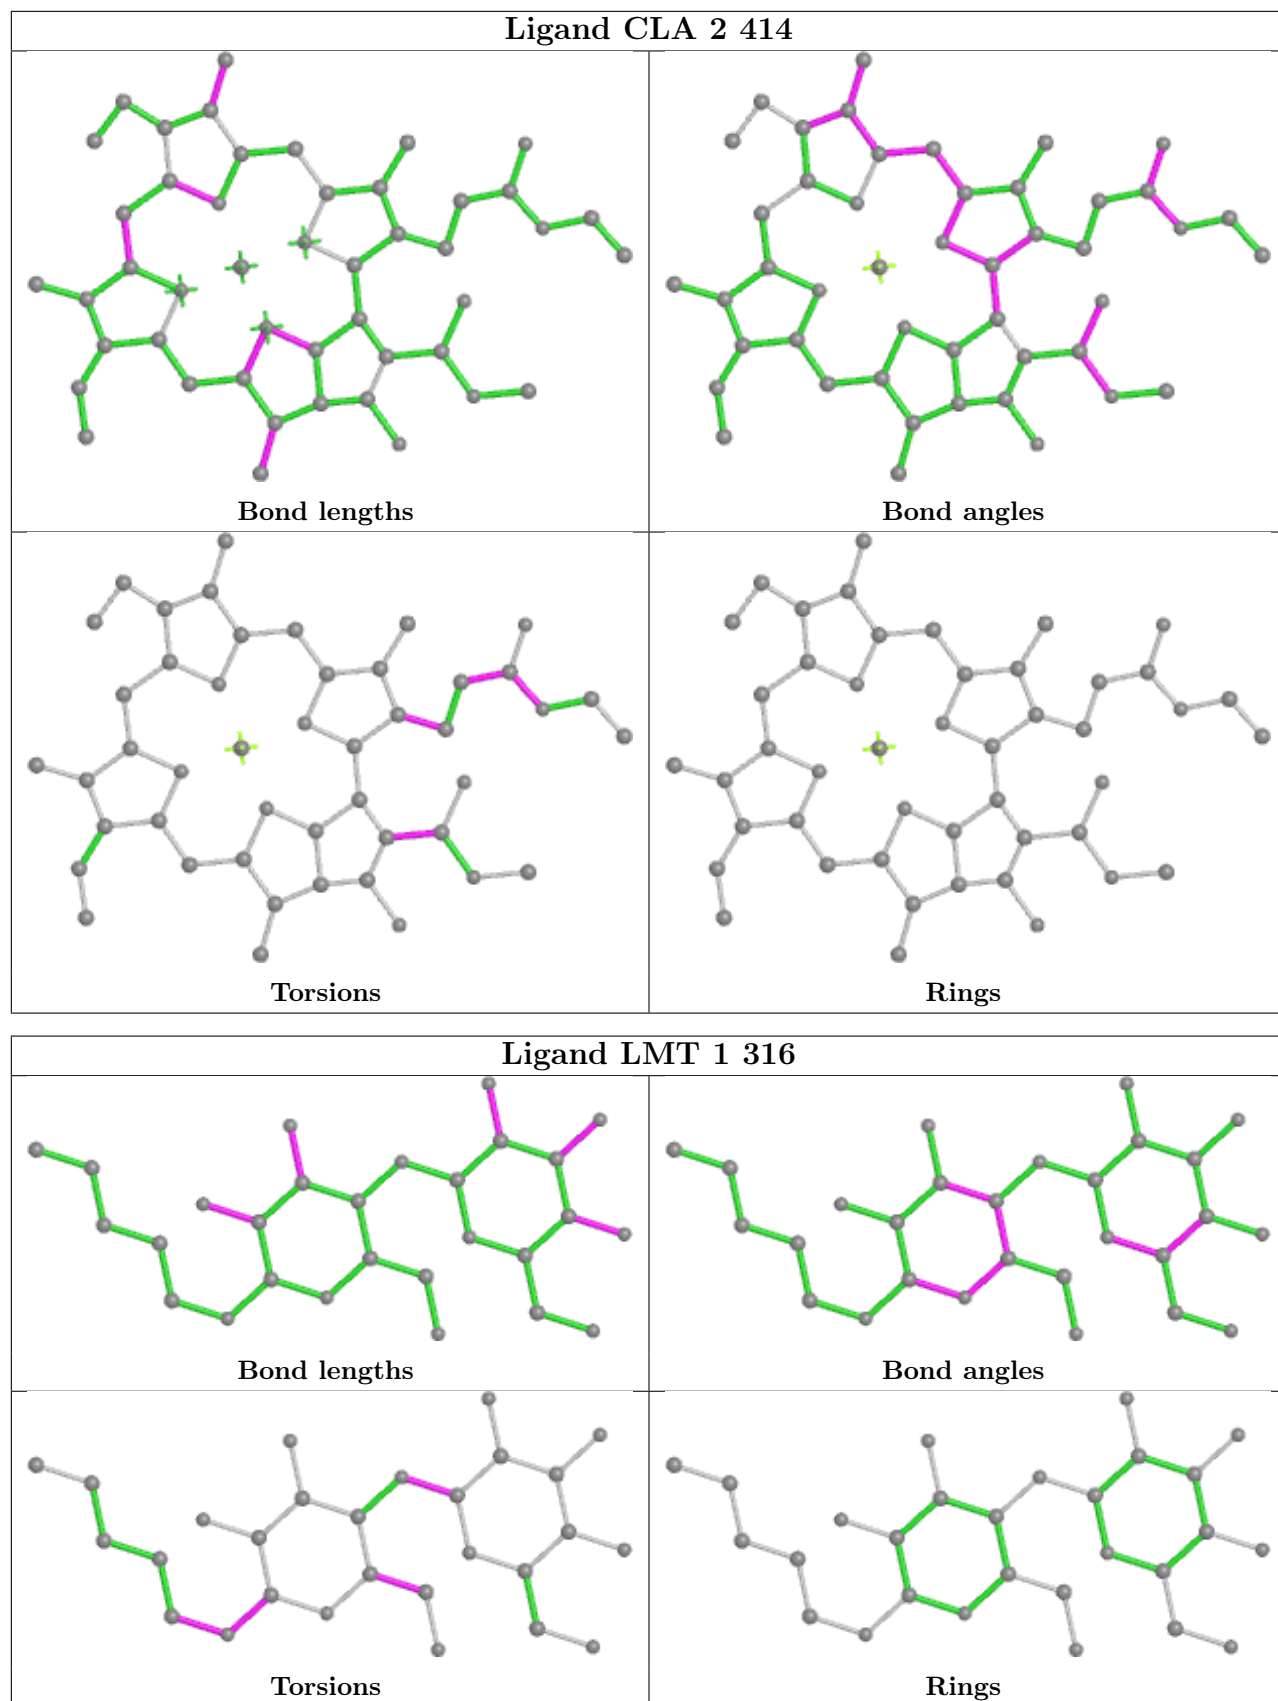 Ligand CLA 2 414
Bond lengths
Bond angles
Torsions
Rings
Ligand LMT 1 316
Bond lengths
Bond angles
Torsions
Rings